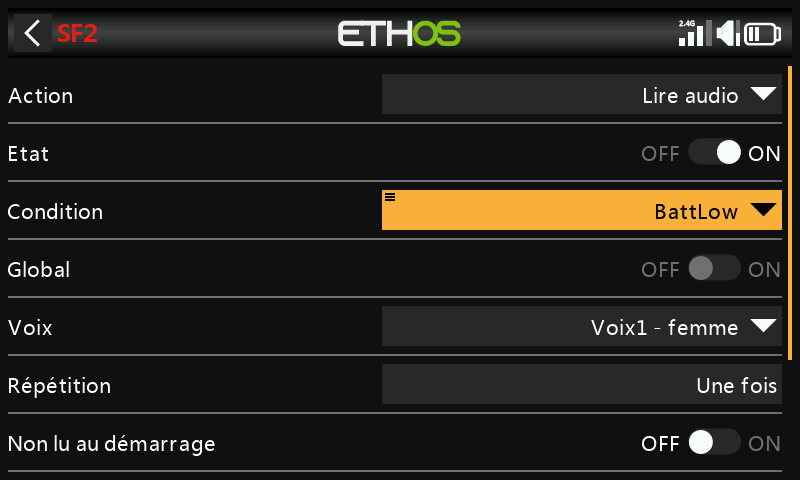 SF2 ETHOS 2.4G
Action Lire audio
Etat OFF ON
Condition BattLow
Global OFF ON
Voix Voix1 - femme
Répétition Une fois
Non lu au démarrage OFF ON